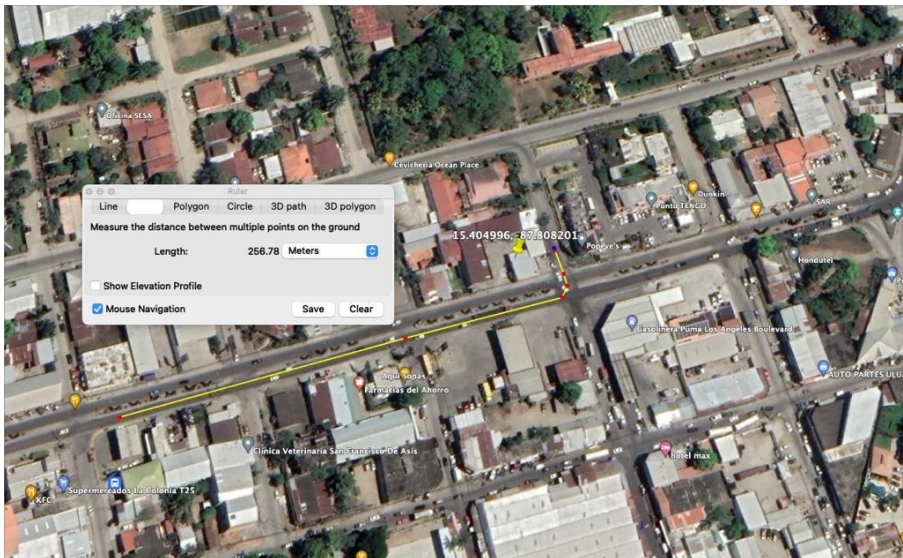 Oficina SESA
Cevicheria Ocean Place
Ruler
Line
Polygon
Circle
3D path
3D polygon
Measure the distance between multiple points on the ground
Length:
256.78
Meters
Show Elevation Profile
Mouse Navigation
Save
Clear
15.404996, -87.808201
Popeye's
Punto TENGO
Dunkin'
SAR
Hondutel
Gasolinera Puma Los Angeles Boulevard
AUTO PARTES ULUA
Aqui Sopas
Farmacias del Ahorro
Clinica Veterinaria San Francisco De Asis
hotel max
Supermercados La Colonia T25
KFC